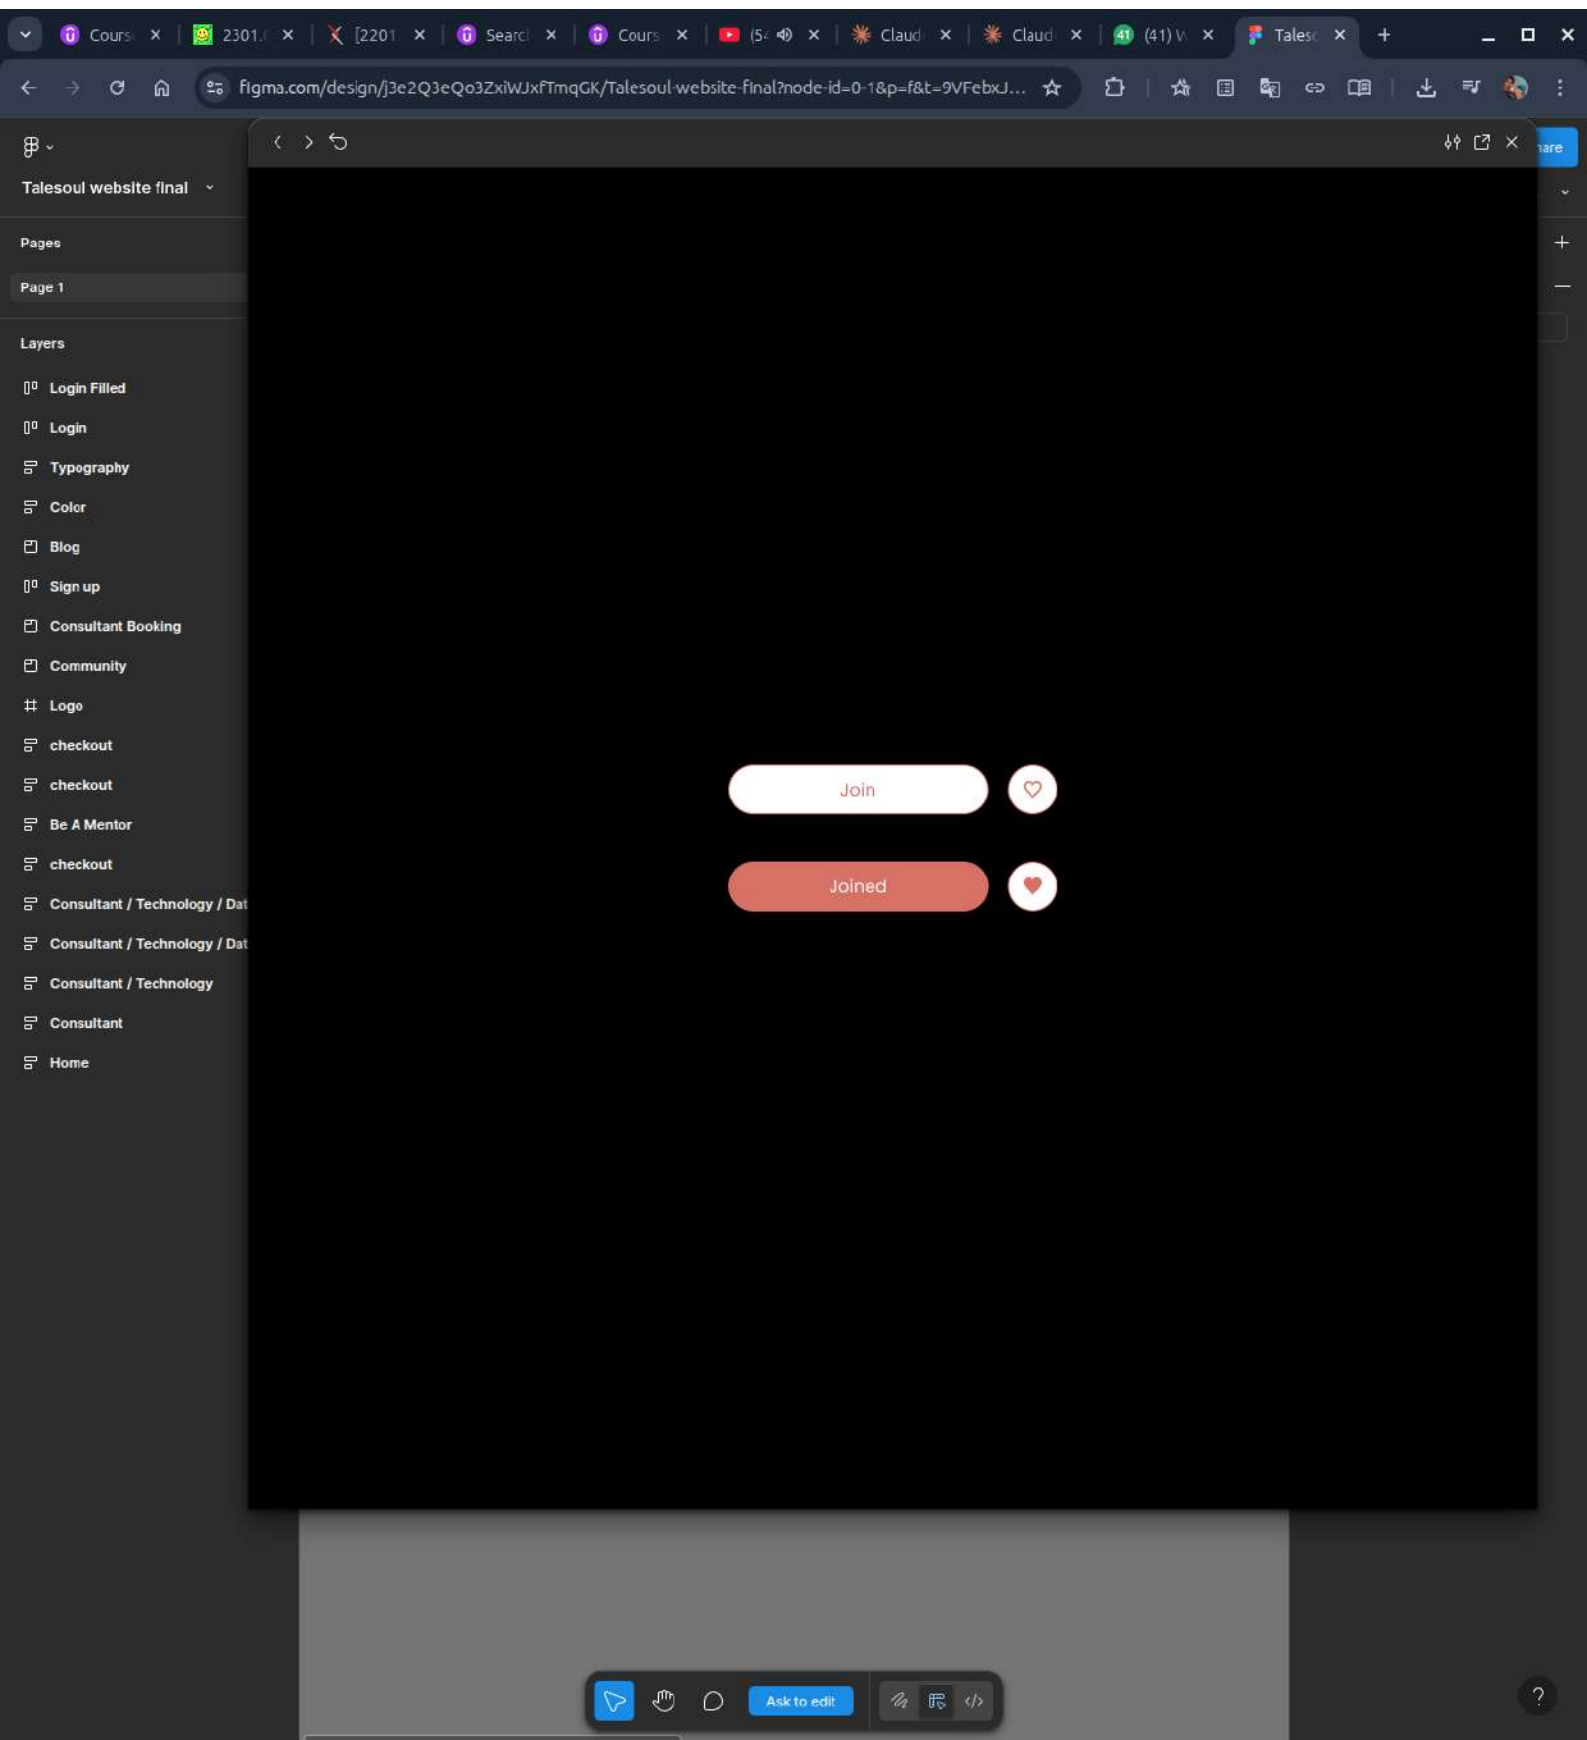 Cours
2301.
[2201
Searc
Cours
(54
Claud
Claud
41
(41) W
Tales
figma.com/design/j3e2Q3eQo3ZxiWJxfTmqGK/Talesoul-website-final?node-id=0-1&p=f&t=9VFebxJ...
Talesoul website final
Pages
Page 1
Layers
Login Filled
Login
Typography
Color
Blog
Sign up
Consultant Booking
Community
Logo
checkout
checkout
Be A Mentor
checkout
Consultant / Technology / Dat
Consultant / Technology / Dat
Consultant / Technology
Consultant
Home
Join
Joined
Ask to edit
?